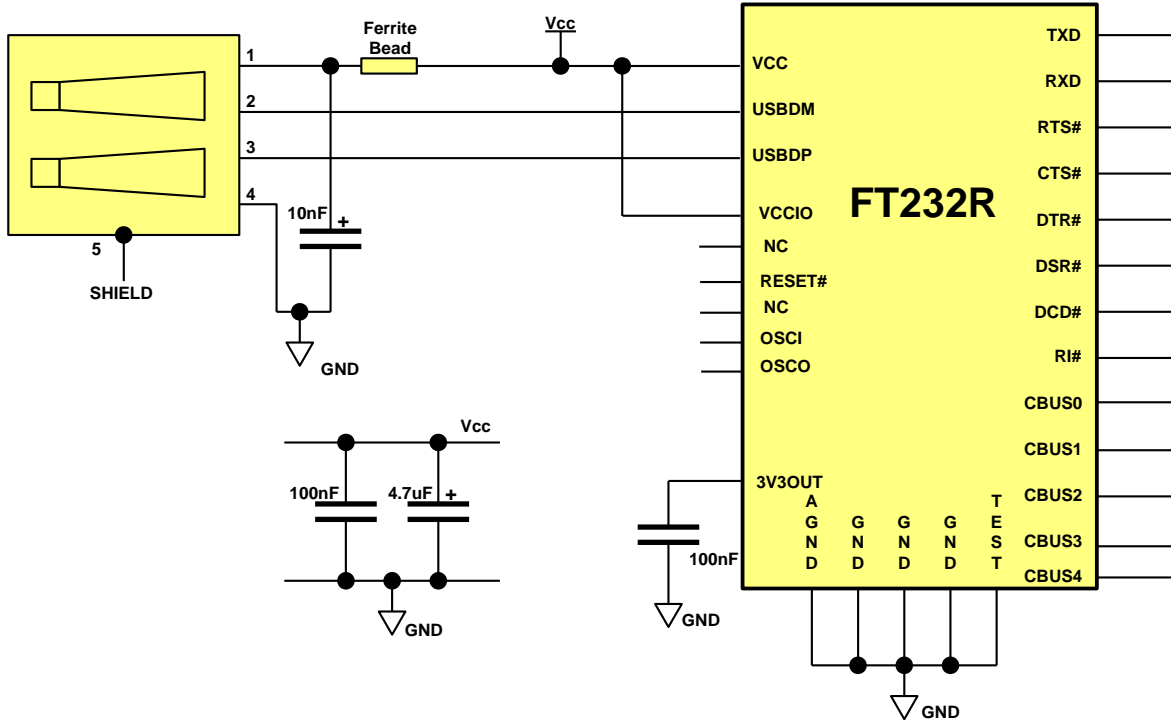 Ferrite
Bead
Vcc
1
2
3
4
5
SHIELD
10nF
+
GND
Vcc
100nF
4.7uF
+
GND
FT232R
VCC
USBDM
USBDP
VCCIO
NC
RESET#
NC
OSCI
OSCO
3V3OUT
100nF
GND
AGND
GND
GND
GND
TEST
GND
TXD
RXD
RTS#
CTS#
DTR#
DSR#
DCD#
RI#
CBUS0
CBUS1
CBUS2
CBUS3
CBUS4